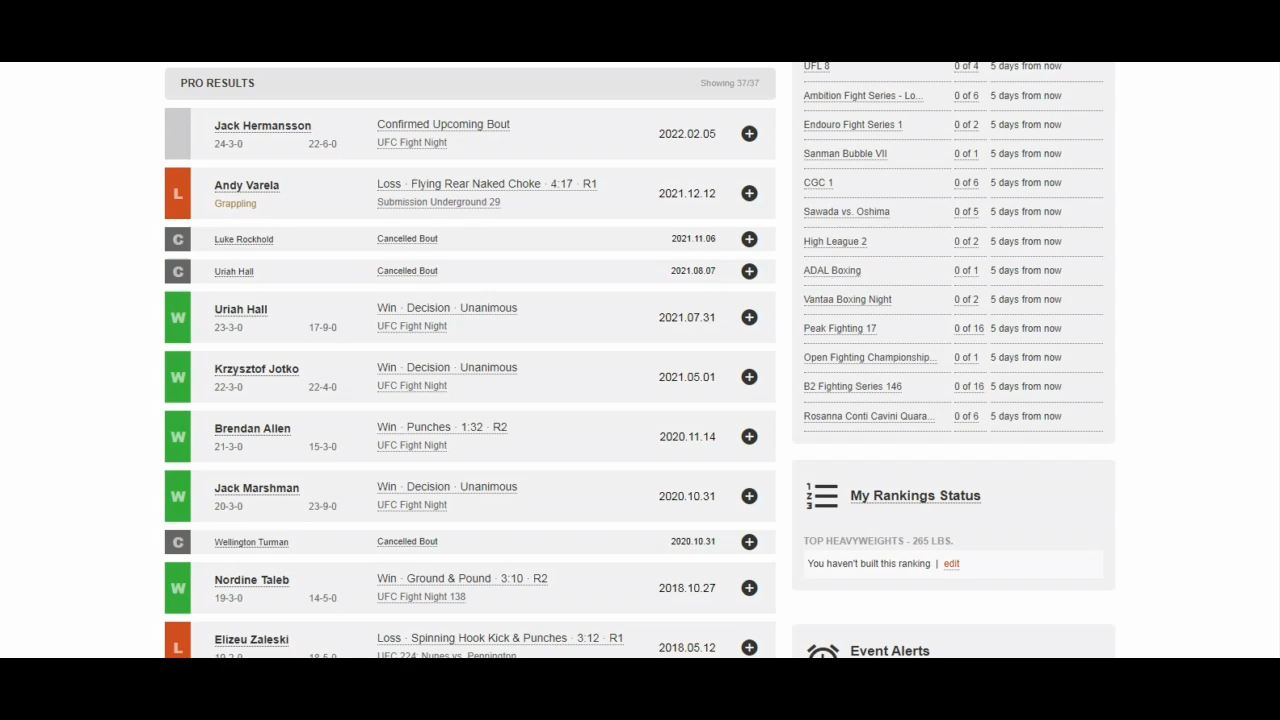 PRO RESULTS
Showing 37/37
Jack Hermansson
24-3-0
22-6-0
Confirmed Upcoming Bout
UFC Fight Night
2022.02.05
L
Andy Varela
Grappling
Loss · Flying Rear Naked Choke · 4:17 · R1
Submission Underground 29
2021.12.12
C
Luke Rockhold
Cancelled Bout
2021.11.06
C
Uriah Hall
Cancelled Bout
2021.08.07
W
Uriah Hall
23-3-0
17-9-0
Win · Decision · Unanimous
UFC Fight Night
2021.07.31
W
Krzysztof Jotko
22-3-0
22-4-0
Win · Decision · Unanimous
UFC Fight Night
2021.05.01
W
Brendan Allen
21-3-0
15-3-0
Win · Punches · 1:32 · R2
UFC Fight Night
2020.11.14
W
Jack Marshman
20-3-0
23-9-0
Win · Decision · Unanimous
UFC Fight Night
2020.10.31
C
Wellington Turman
Cancelled Bout
2020.10.31
W
Nordine Taleb
19-3-0
14-5-0
Win · Ground & Pound · 3:10 · R2
UFC Fight Night 138
2018.10.27
L
Elizeu Zaleski
19-2-0
18-5-0
Loss · Spinning Hook Kick & Punches · 3:12 · R1
UFC 224: Nunes vs. Pennington
2018.05.12
UFL 8 0 of 4 5 days from now
Ambition Fight Series - Lo... 0 of 6 5 days from now
Endouro Fight Series 1 0 of 2 5 days from now
Sanman Bubble VII 0 of 1 5 days from now
CGC 1 0 of 6 5 days from now
Sawada vs. Oshima 0 of 5 5 days from now
High League 2 0 of 2 5 days from now
ADAL Boxing 0 of 1 5 days from now
Vantaa Boxing Night 0 of 2 5 days from now
Peak Fighting 17 0 of 16 5 days from now
Open Fighting Championship... 0 of 1 5 days from now
B2 Fighting Series 146 0 of 16 5 days from now
Rosanna Conti Cavini Quara... 0 of 6 5 days from now
1
2
3
My Rankings Status
TOP HEAVYWEIGHTS - 265 LBS.
You haven't built this ranking | edit
Event Alerts